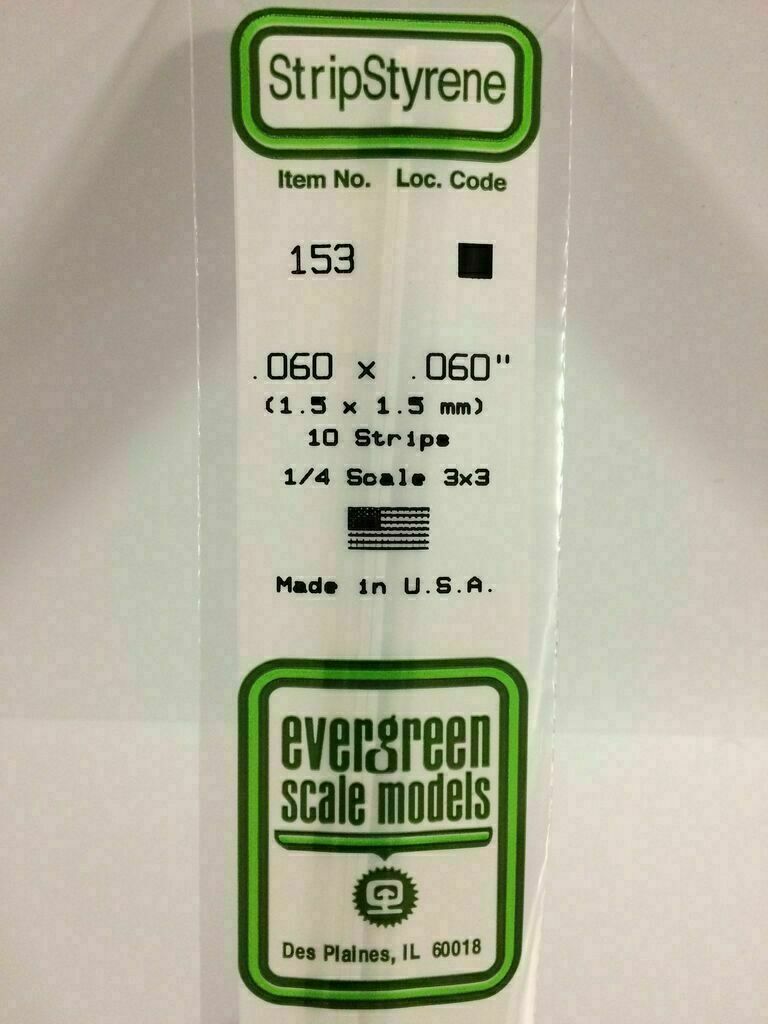 StripStyrene
Item No. Loc. Code
153
.060 x .060"
(1.5 x 1.5 mm)
10 Strips
1/4 Scale 3x3
Made in U.S.A.
evergreen
scale models
Des Plaines, IL 60018